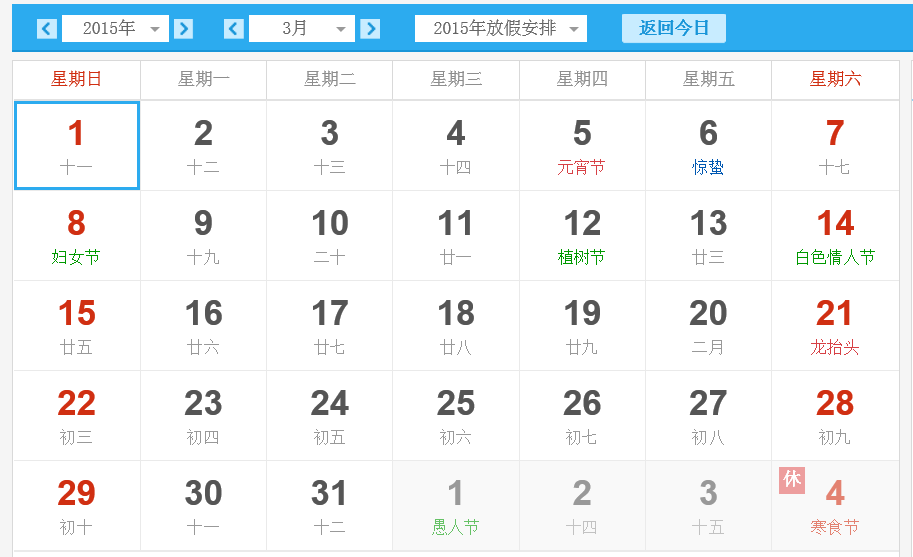 2015年 3月 2015年放假安排 返回今日
星期日 星期一 星期二 星期三 星期四 星期五 星期六
1 2 3 4 5 6 7
十一 十二 十三 十四 元宵节 惊蛰 十七
8 9 10 11 12 13 14
妇女节 十九 二十 廿一 植树节 廿三 白色情人节
15 16 17 18 19 20 21
廿五 廿六 廿七 廿八 廿九 二月 龙抬头
22 23 24 25 26 27 28
初三 初四 初五 初六 初七 初八 初九
29 30 31 1 2 3 休 4
初十 十一 十二 愚人节 十四 十五 寒食节